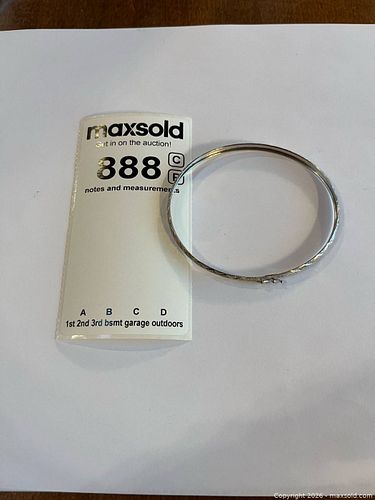 maxsold
get in on the auction!
888 C
F
notes and measurements
A B C D
1st 2nd 3rd bsmt garage outdoors
Copyright 2026 - maxsold.com